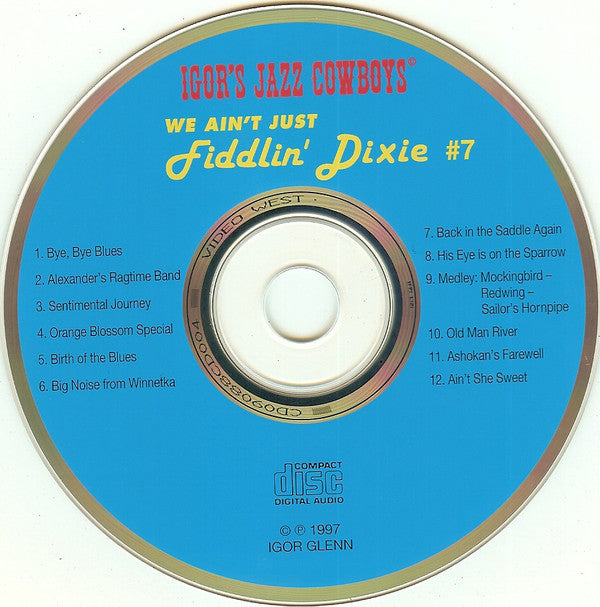 IGOR'S JAZZ COWBOYS©
WE AIN'T JUST
Fiddlin' Dixie #7
1. Bye, Bye Blues
2. Alexander's Ragtime Band
3. Sentimental Journey
4. Orange Blossom Special
5. Birth of the Blues
6. Big Noise from Winnetka
7. Back in the Saddle Again
8. His Eye is on the Sparrow
9. Medley: Mockingbird –
Redwing –
Sailor's Hornpipe
10. Old Man River
11. Ashokan's Farewell
12. Ain't She Sweet
VIDEO WEST
COMPACT
disc
DIGITAL AUDIO
© ℗ 1997
IGOR GLENN